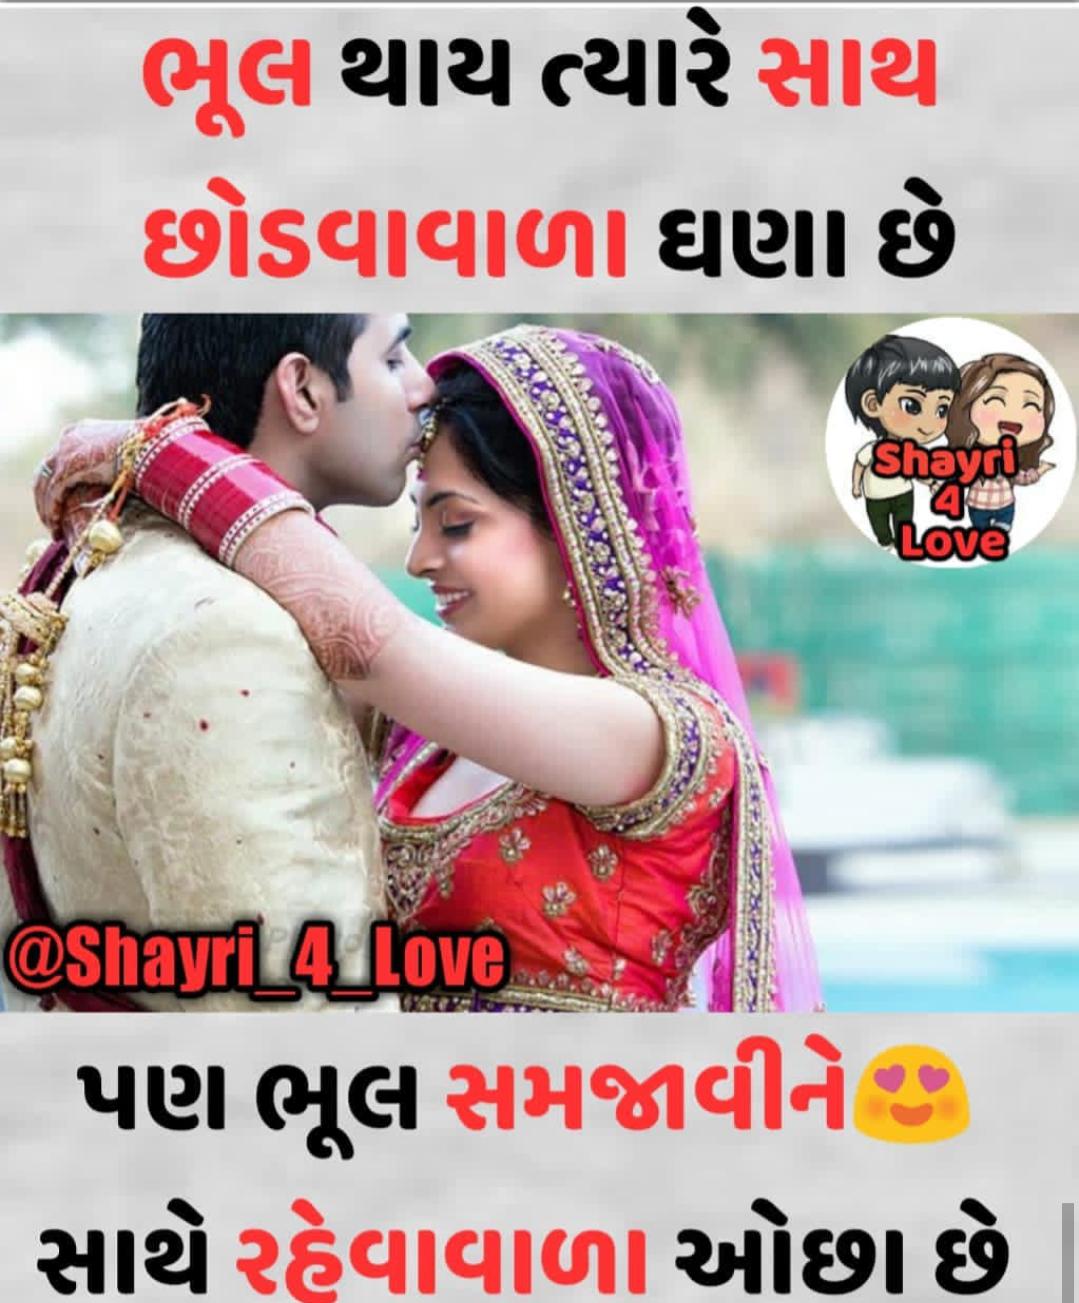 ભૂલ થાય ત્યારે સાથ
છોડવાવાળા ઘણા છે
Shayri
4
Love
@Shayri_4_Love
પણ ભૂલ સમજાવીને😍
સાથે રહેવાવાળા ઓછા છે